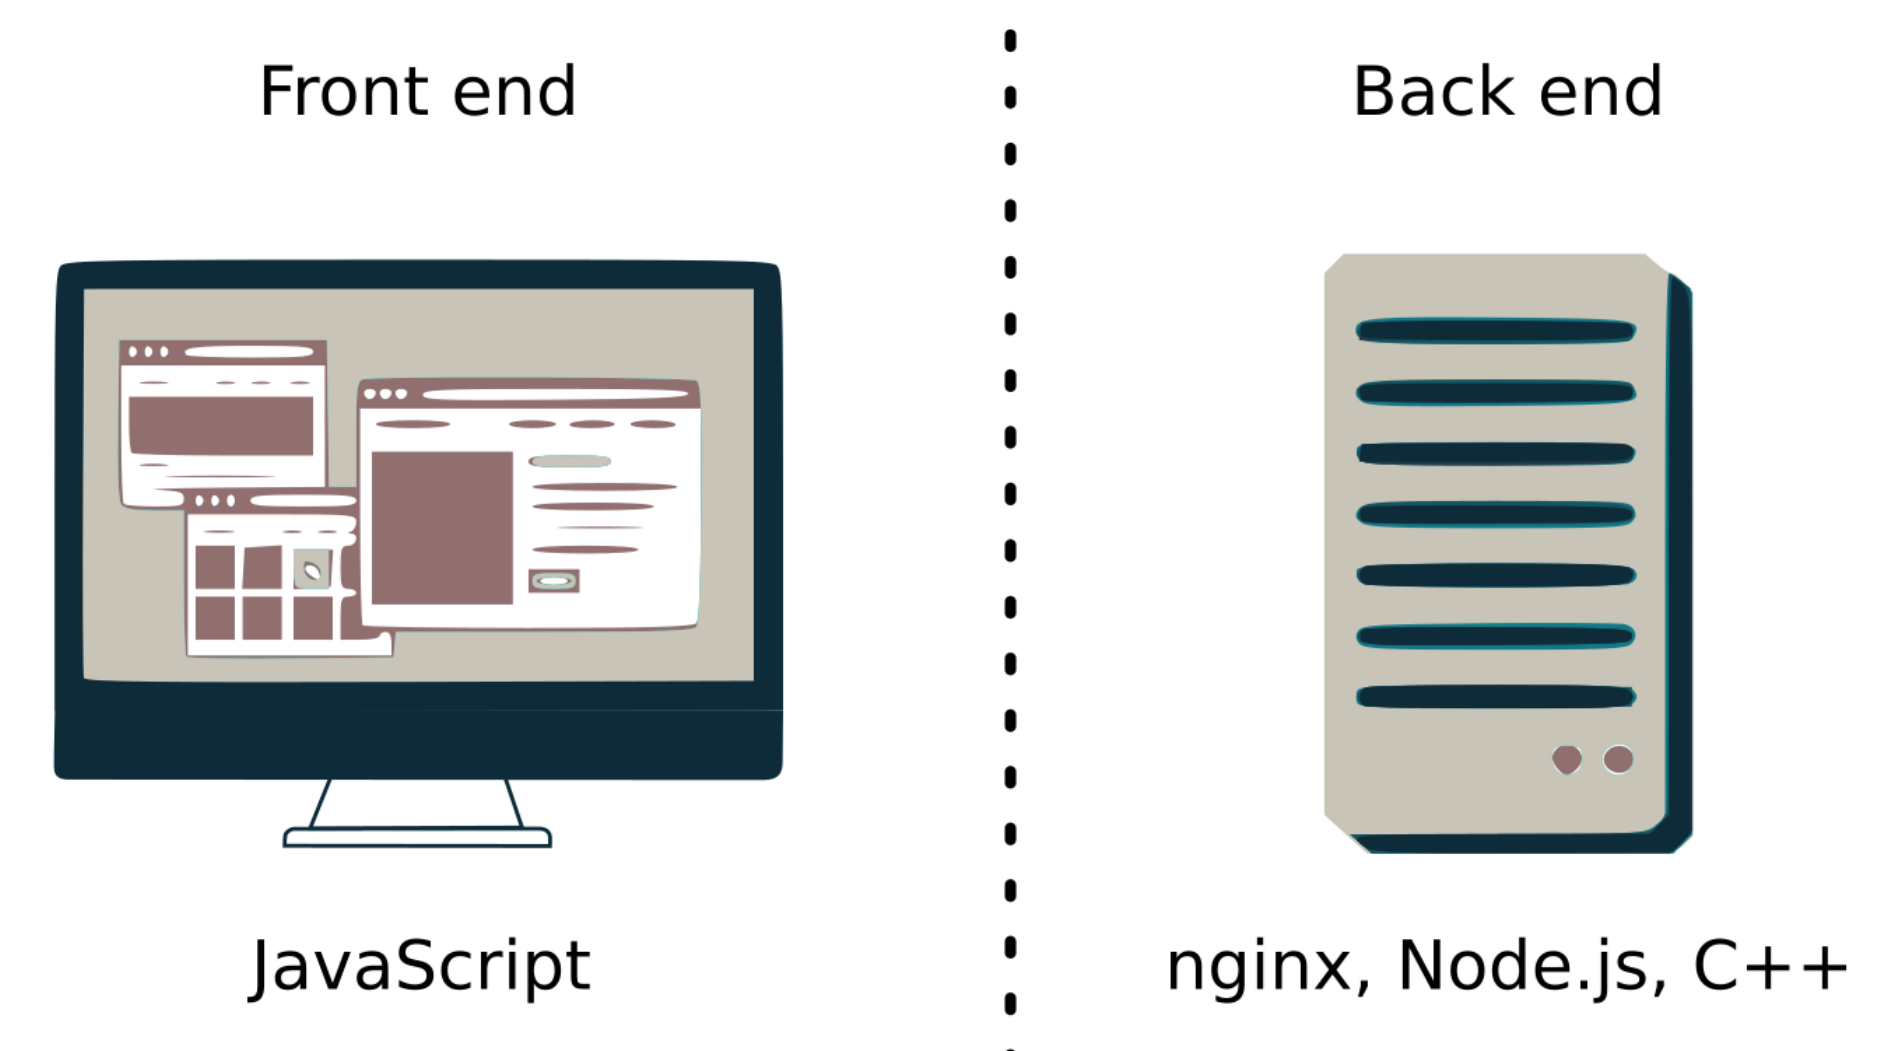 Front end
Back end
JavaScript
nginx, Node.js, C++